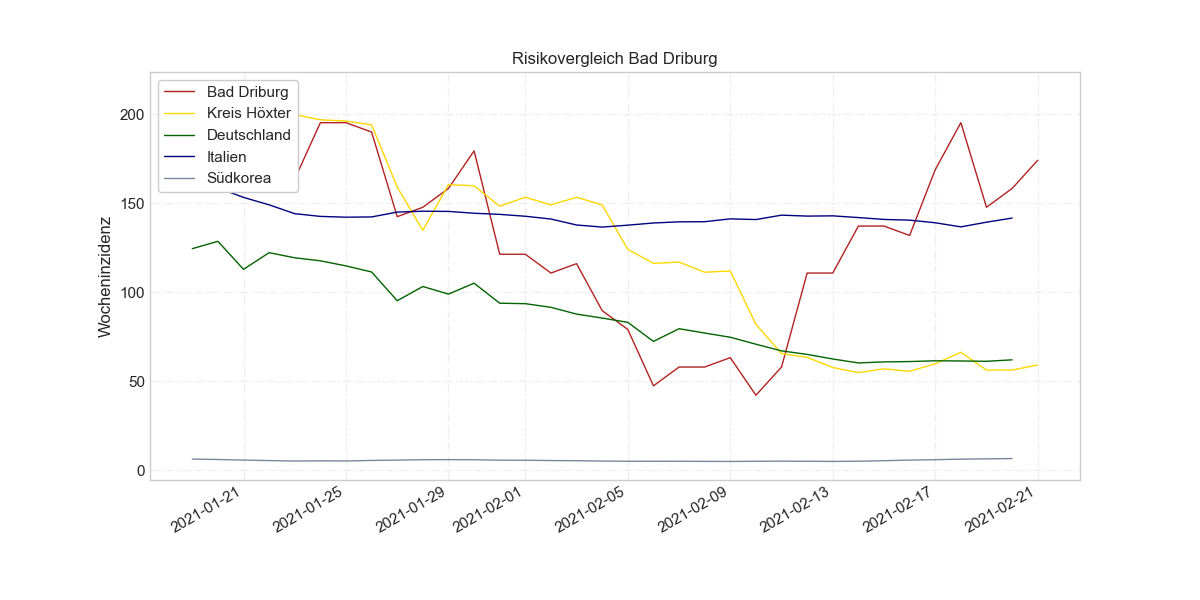 Risikovergleich Bad Driburg
Bad Driburg
Kreis Höxter
Deutschland
Italien
Südkorea
Wocheninzidenz
200
150
100
50
0
2021-01-21
2021-01-25
2021-01-29
2021-02-01
2021-02-05
2021-02-09
2021-02-13
2021-02-17
2021-02-21